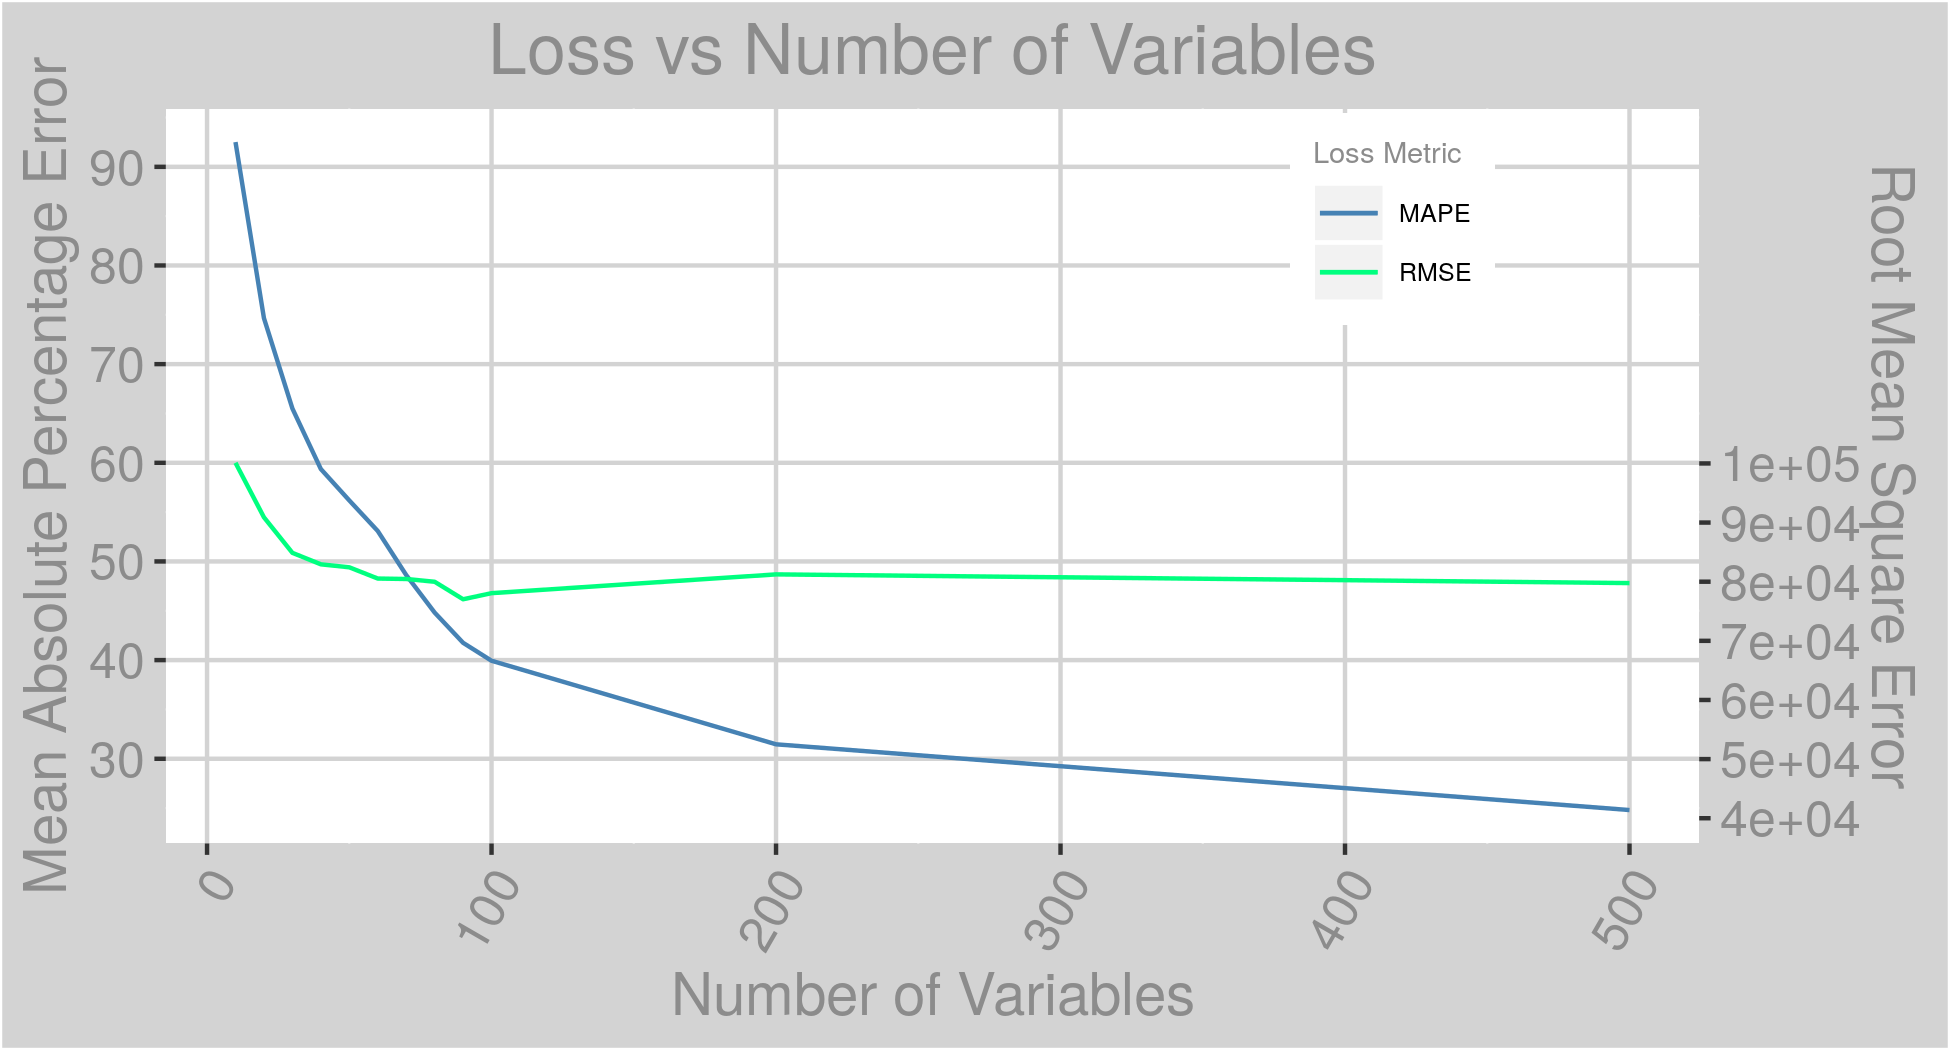 Loss vs Number of Variables
Mean Absolute Percentage Error
90
80
70
60
50
40
30
Loss Metric
MAPE
RMSE
1e+05
9e+04
8e+04
7e+04
6e+04
5e+04
4e+04
Root Mean Square Error
0
100
200
300
400
500
Number of Variables